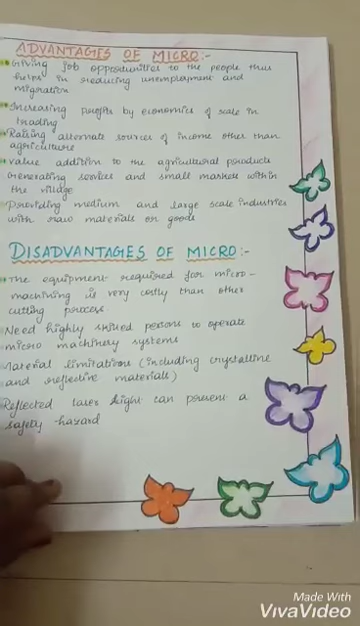 ADVANTAGES OF MICRO:-
Giving job opportunities to the people thus
helps in reducing unemployment and
migration
Increasing profits by economics of scale in
trading
Raising alternate sources of income other than
agriculture
Value addition to the agricultural products
Generating services and small markets within
the village
Providing medium and large scale industries
with raw materials or goods
DISADVANTAGES OF MICRO:-
The equipment required for micro-
machining is very costly than other
cutting process
Need highly skilled persons to operate
micro machinery systems
Material limitations (including crystalline
and reflective materials)
Reflected laser light can present a
safety hazard
Made With
VivaVideo